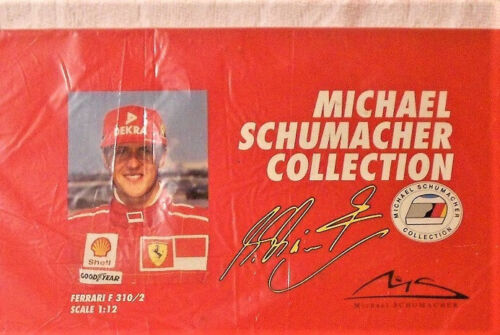 MICHAEL
SCHUMACHER
COLLECTION
DEKRA
Shell
GOODYEAR
MICHAEL SCHUMACHER
COLLECTION
Michael SCHUMACHER
FERRARI F 310/2
SCALE 1:12